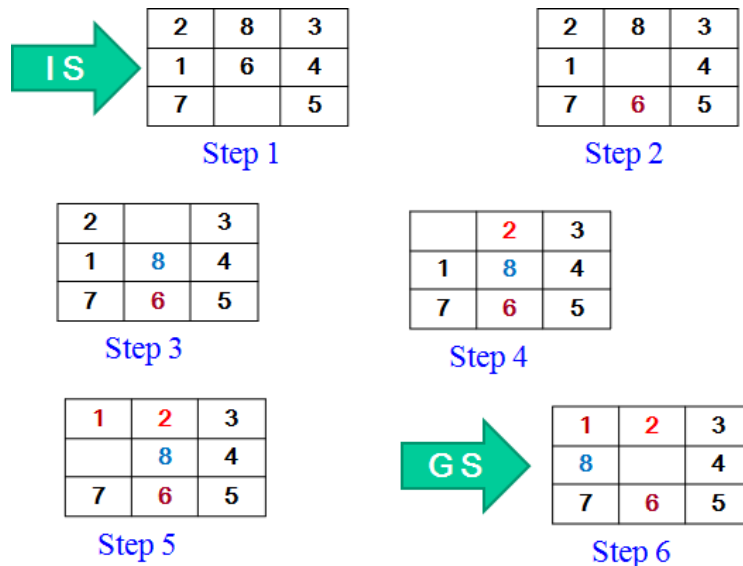 I S
2 8 3
1 6 4
7 5
Step 1
2 8 3
1 4
7 6 5
Step 2
2 3
1 8 4
7 6 5
Step 3
2 3
1 8 4
7 6 5
Step 4
1 2 3
8 4
7 6 5
Step 5
G S
1 2 3
8 4
7 6 5
Step 6